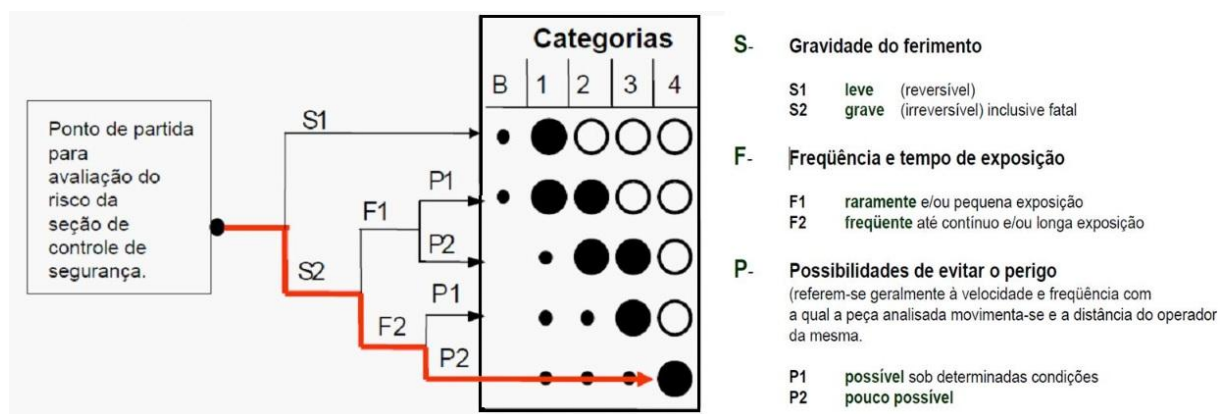 Ponto de partida
para
avaliação do
risco da
seção de
controle de
segurança.
S1
S2
F1
F2
P1
P2
P1
P2
Categorias
B 1 2 3 4
S- Gravidade do ferimento
S1 leve (reversível)
S2 grave (irreversível) inclusive fatal
F- Freqüência e tempo de exposição
F1 raramente e/ou pequena exposição
F2 freqüente até contínuo e/ou longa exposição
P- Possibilidades de evitar o perigo
(referem-se geralmente à velocidade e freqüência com
a qual a peça analisada movimenta-se e a distância do operador
da mesma.
P1 possível sob determinadas condições
P2 pouco possível